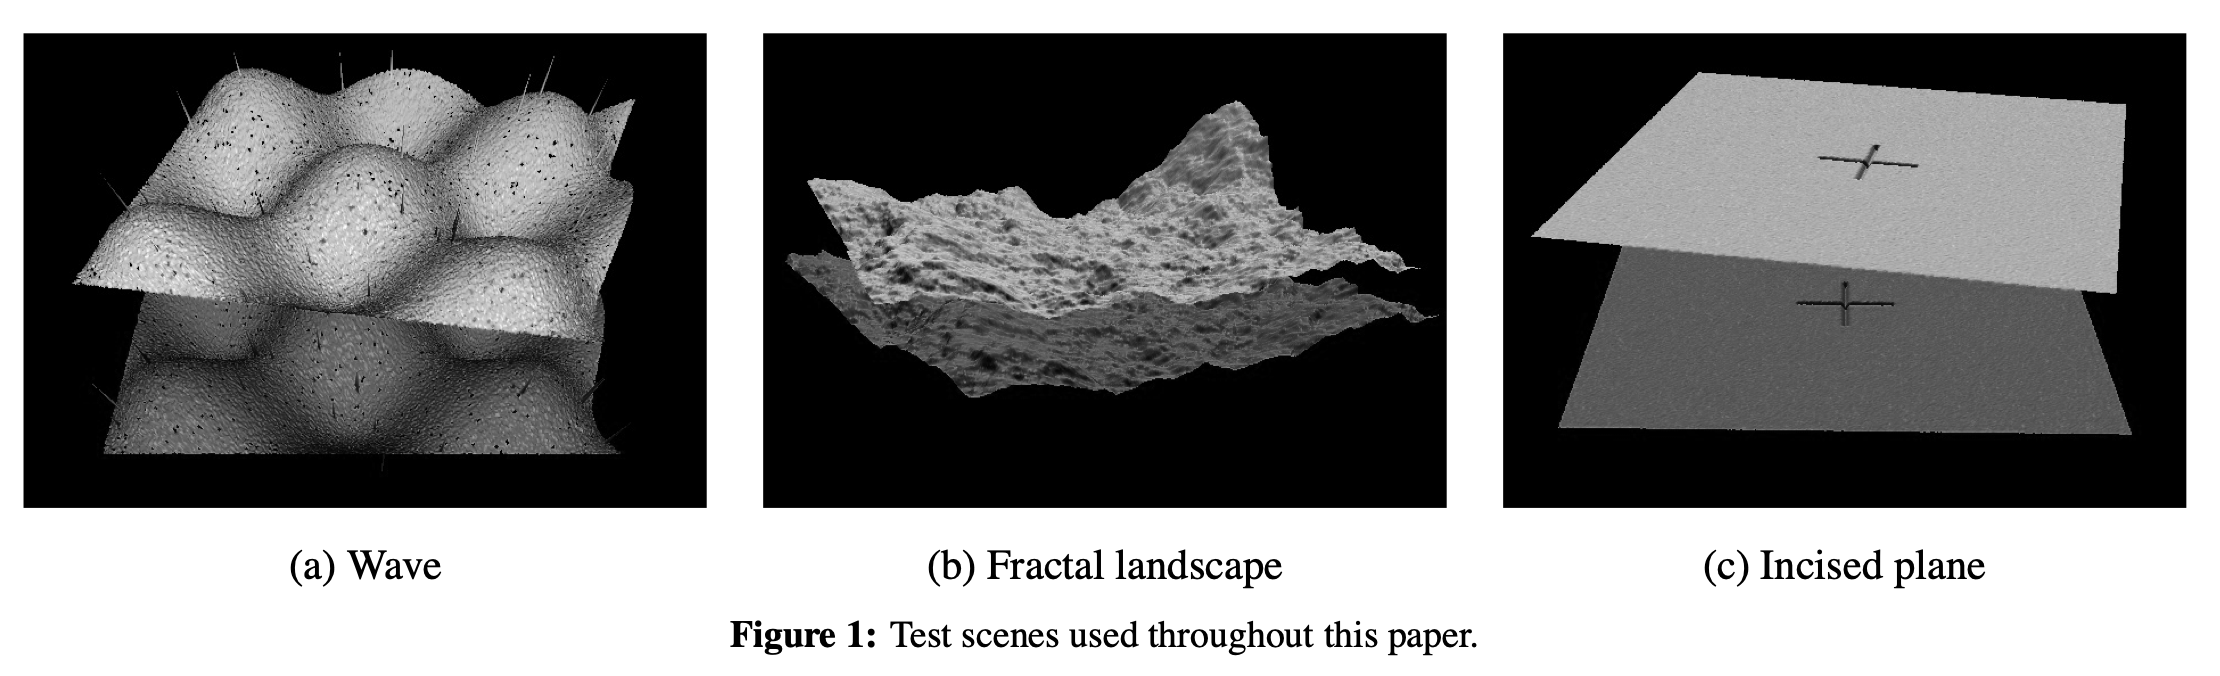 (a) Wave
(b) Fractal landscape
(c) Incised plane
Figure 1: Test scenes used throughout this paper.